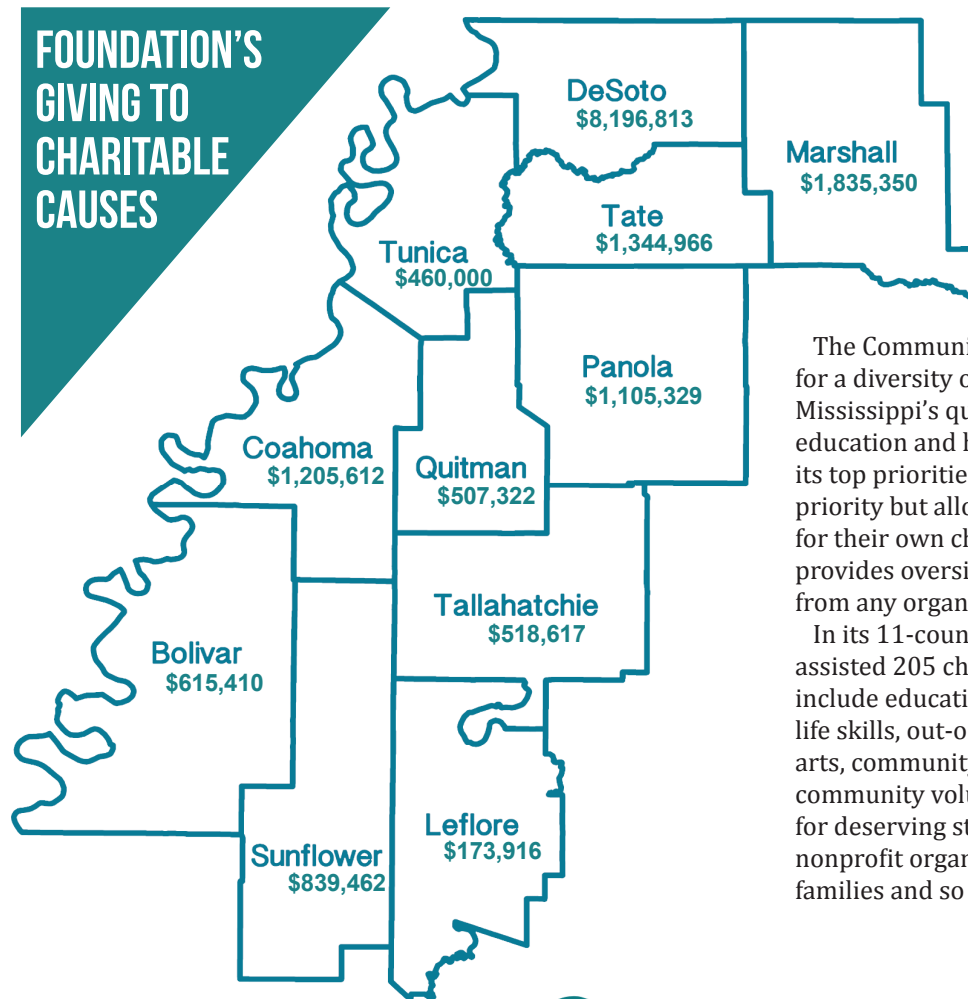 FOUNDATION'S
GIVING TO
CHARITABLE
CAUSES
DeSoto
$8,196,813
Marshall
$1,835,350
Tate
$1,344,966
Tunica
$460,000
Panola
$1,105,329
Coahoma
$1,205,612
Quitman
$507,322
Tallahatchie
$518,617
Bolivar
$615,410
Leflore
$173,916
Sunflower
$839,462
The Communi
for a diversity o
Mississippi's qu
education and h
its top prioritie
priority but allo
for their own ch
provides oversi
from any organ
In its 11-coun
assisted 205 ch
include educati
life skills, out-o
arts, community
community volu
for deserving st
nonprofit organ
families and so